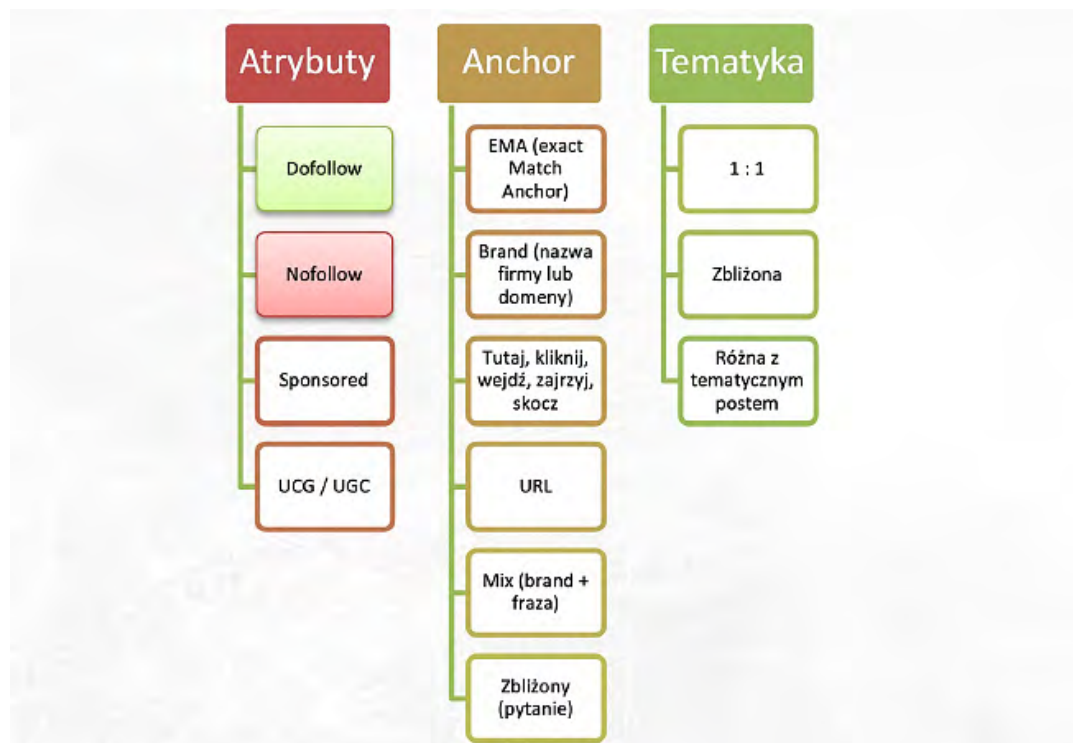 Atrybuty
Dofollow
Nofollow
Sponsored
UCG / UGC
Anchor
EMA (exact
Match
Anchor)
Brand (nazwa
firmy lub
domeny)
Tutaj, kliknij,
wejdź, zajrzyj,
skocz
URL
Mix (brand +
fraza)
Zbliżony
(pytanie)
Tematyka
1 : 1
Zbliżona
Różna z
tematycznym
postem